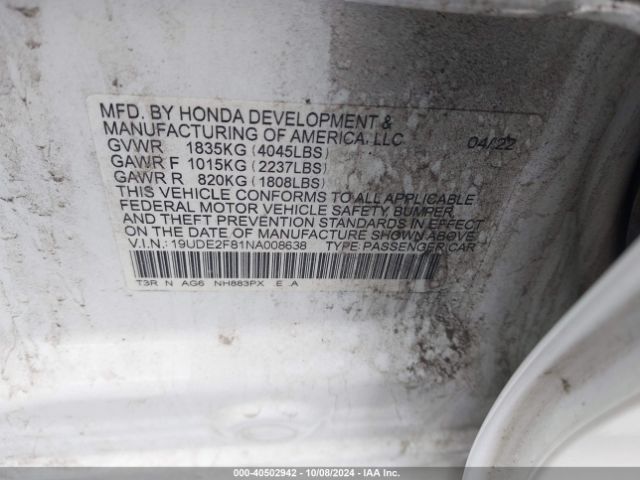 MFD. BY HONDA DEVELOPMENT &
MANUFACTURING OF AMERICA, LLC 04/22
GVWR 1835KG (4045LBS)
GAWR F 1015KG (2237LBS)
GAWR R 820KG (1808LBS)
THIS VEHICLE CONFORMS TO ALL APPLICABLE
FEDERAL MOTOR VEHICLE SAFETY, BUMPER,
AND THEFT PREVENTION STANDARDS IN EFFECT
ON THE DATE OF MANUFACTURE SHOWN ABOVE.
V.I.N.: 19UDE2F81NA008638 TYPE: PASSENGER CAR
T3R N AG6 NH883PX E .A
000-40502942 - 10/08/2024 - IAA Inc.